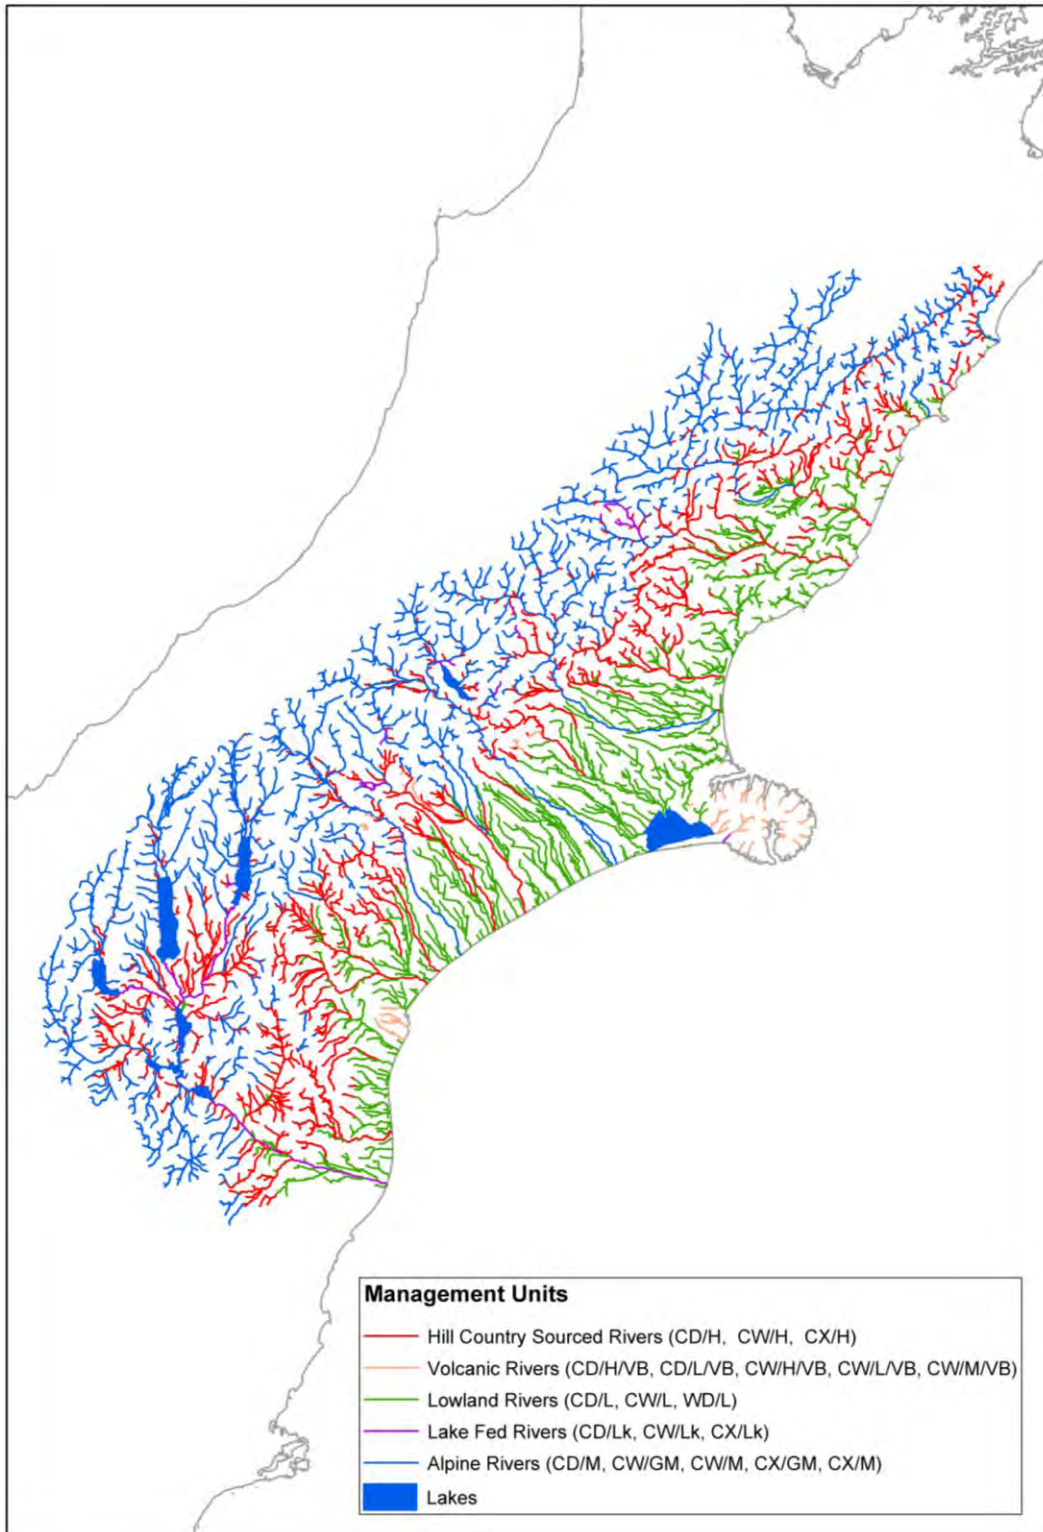 Management Units
Hill Country Sourced Rivers (CD/H, CW/H, CX/H)
Volcanic Rivers (CD/H/VB, CD/L/VB, CW/H/VB, CW/L/VB, CW/M/VB)
Lowland Rivers (CD/L, CW/L, WD/L)
Lake Fed Rivers (CD/Lk, CW/Lk, CX/Lk)
Alpine Rivers (CD/M, CW/GM, CW/M, CX/GM, CX/M)
Lakes